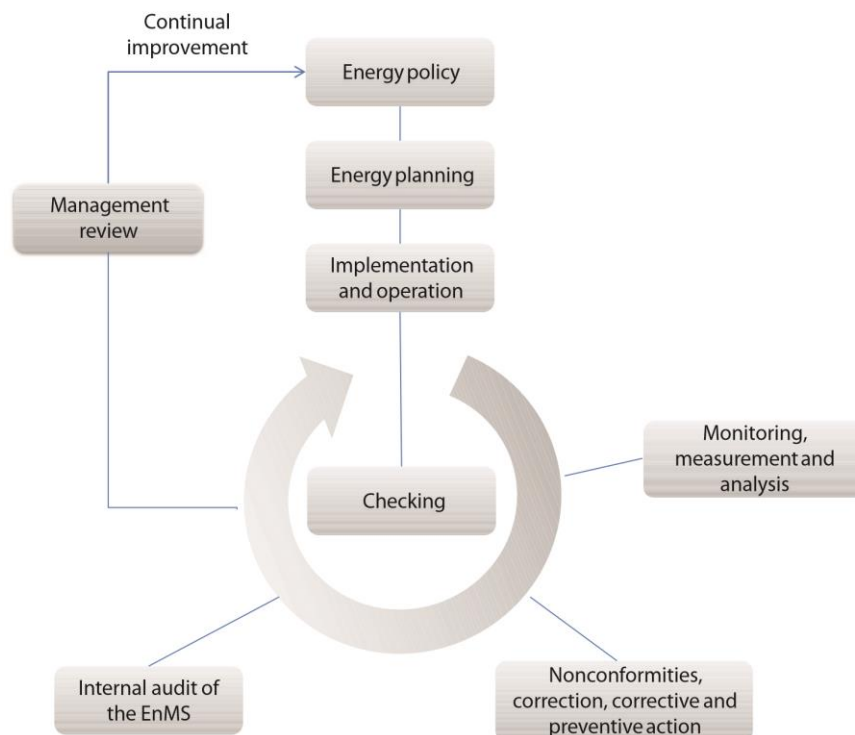 Continual
improvement
Energy policy
Energy planning
Management
review
Implementation
and operation
Monitoring,
measurement and
analysis
Checking
Internal audit of
the EnMS
Nonconformities,
correction, corrective and
preventive action